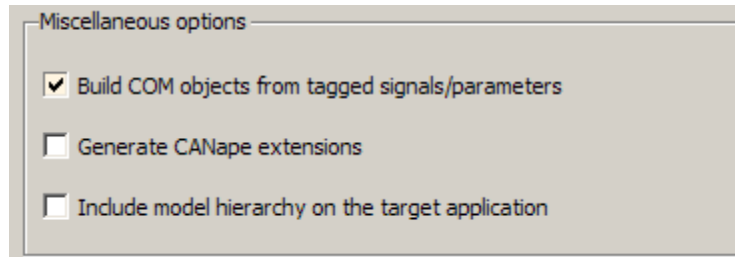 Miscellaneous options
Build COM objects from tagged signals/parameters
Generate CANape extensions
Include model hierarchy on the target application